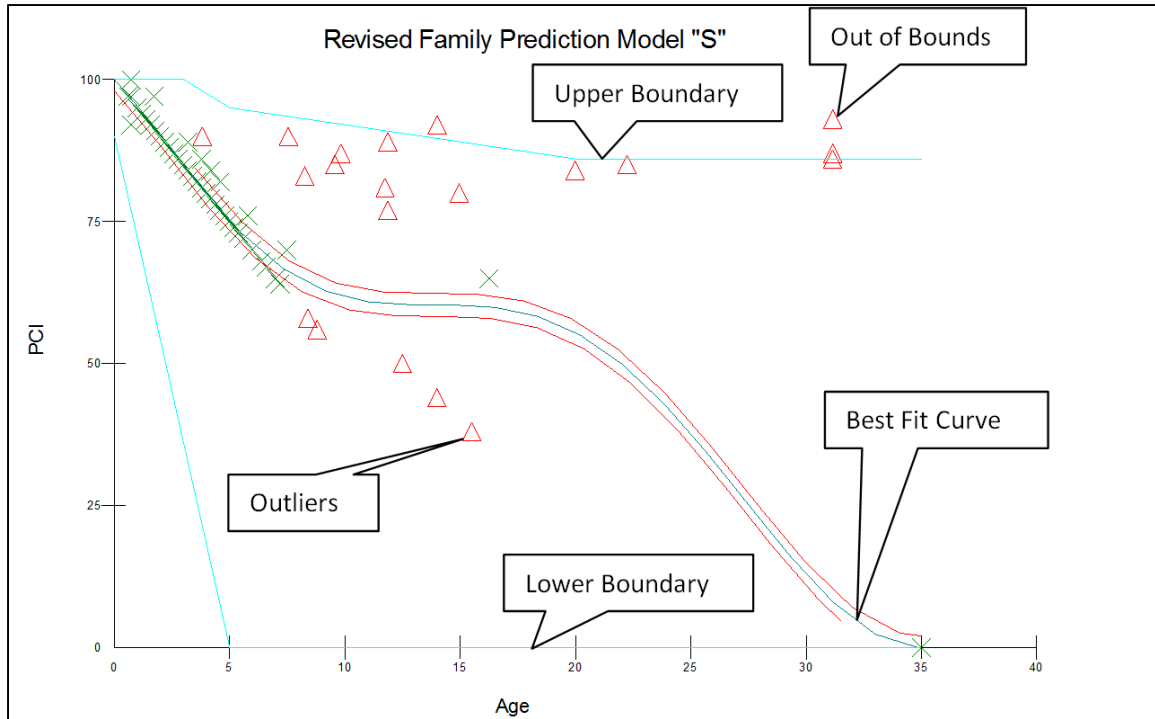 Revised Family Prediction Model "S"
Out of Bounds
Upper Boundary
100
75
50
25
0
PCI
Best Fit Curve
Outliers
Lower Boundary
0 5 10 15 20 25 30 35 40
Age